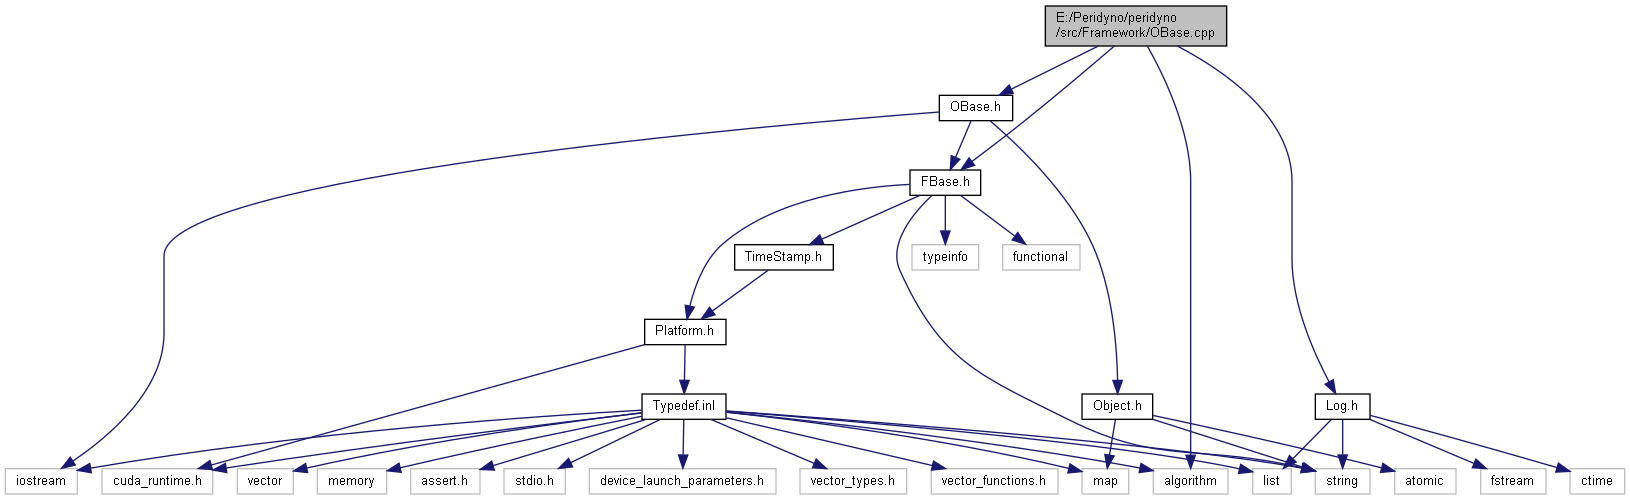 E:/Peridyno/peridyno
/src/Framework/OBase.cpp
OBase.h
FBase.h
TimeStamp.h
typeinfo
functional
Platform.h
Typedef.inl
Object.h
Log.h
iostream
cuda_runtime.h
vector
memory
assert.h
stdio.h
device_launch_parameters.h
vector_types.h
vector_functions.h
map
algorithm
list
string
atomic
fstream
ctime